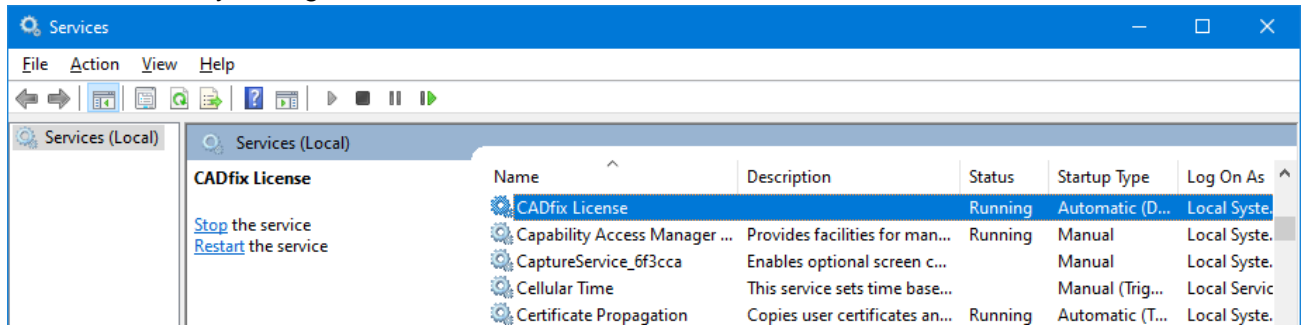 Services
File Action View Help
Services (Local)
Services (Local)
CADfix License
Stop the service
Restart the service
Name Description Status Startup Type Log On As
CADfix License Running Automatic (D... Local Syste.
Capability Access Manager ... Provides facilities for man... Running Manual Local Syste.
CaptureService_6f3cca Enables optional screen c... Manual Local Syste.
Cellular Time This service sets time base... Manual (Trig... Local Servic
Certificate Propagation Copies user certificates an... Running Automatic (T... Local Syste.